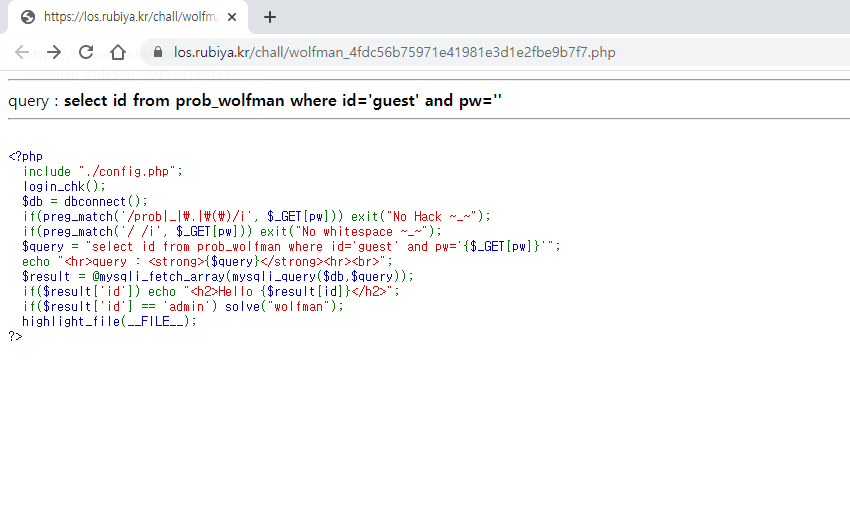 https://los.rubiya.kr/chall/wolfm
los.rubiya.kr/chall/wolfman_4fdc56b75971e41981e3d1e2fbe9b7f7.php
query : select id from prob_wolfman where id='guest' and pw=''
<?php
  include "./config.php";
  login_chk();
  $db = dbconnect();
  if(preg_match('/prob|_|₩.|₩(₩)/i', $_GET[pw])) exit("No Hack ~_~");
  if(preg_match('/ /i', $_GET[pw])) exit("No whitespace ~_~");
  $query = "select id from prob_wolfman where id='guest' and pw='{$_GET[pw]}'";
  echo "<hr>query : <strong>{$query}</strong><hr><br>";
  $result = @mysqli_fetch_array(mysqli_query($db,$query));
  if($result['id']) echo "<h2>Hello {$result[id]}</h2>";
  if($result['id'] == 'admin') solve("wolfman");
  highlight_file(__FILE__);
?>